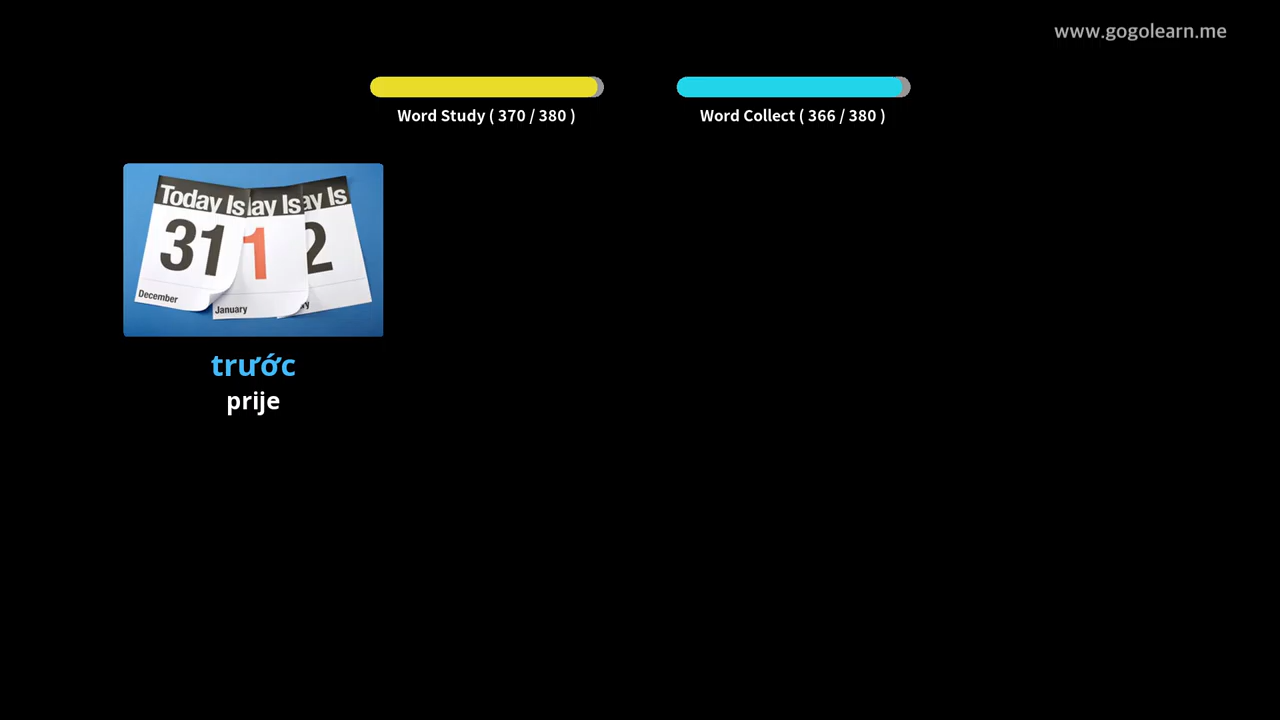 www.gogolearn.me
Word Study ( 370 / 380 )
Word Collect ( 366 / 380 )
Today Is
ay Is
ay Is
31
1
2
December
January
ry
trước
prije